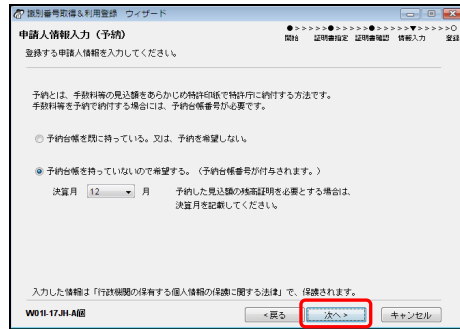 識別番号取得&利用登録 ウィザード
申請人情報入力（予納）
●>>>>>●>>>>>●>>>>>▼>>>>>○
開始 証明書指定 証明書確認 情報入力 登録
登録する申請人情報を入力してください。
予納とは、手数料等の見込額をあらかじめ特許印紙で特許庁に納付する方法です。
手数料等を予納で納付する場合には、予納台帳番号が必要です。
予納台帳を既に持っている。又は、予納を希望しない。
予納台帳を持っていないので希望する。（予納台帳番号が付与されます。）
決算月 12 月 予納した見込額の残高証明を必要とする場合は、
決算月を記載してください。
入力した情報は「行政機関の保有する個人情報の保護に関する法律」で、保護されます。
W01I-17JH-A回
<戻る 次へ> キャンセル